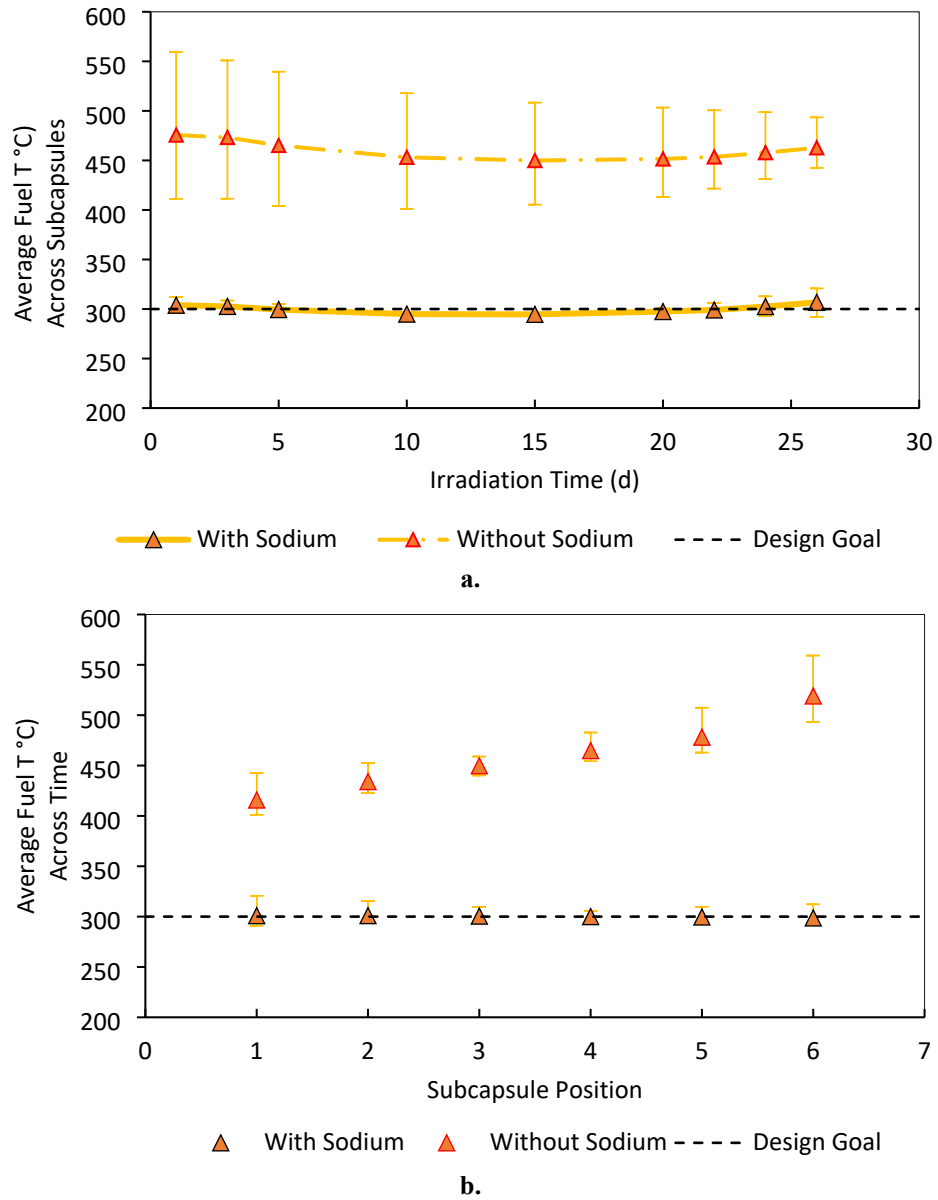 600
550
500
450
400
350
300
250
200
Average Fuel T °C)
Across Subcapsules
0 5 10 15 20 25 30
Irradiation Time (d)
With Sodium Without Sodium Design Goal
a.
600
550
500
450
400
350
300
250
200
Average Fuel T °C)
Across Time
0 1 2 3 4 5 6 7
Subcapsule Position
With Sodium Without Sodium Design Goal
b.